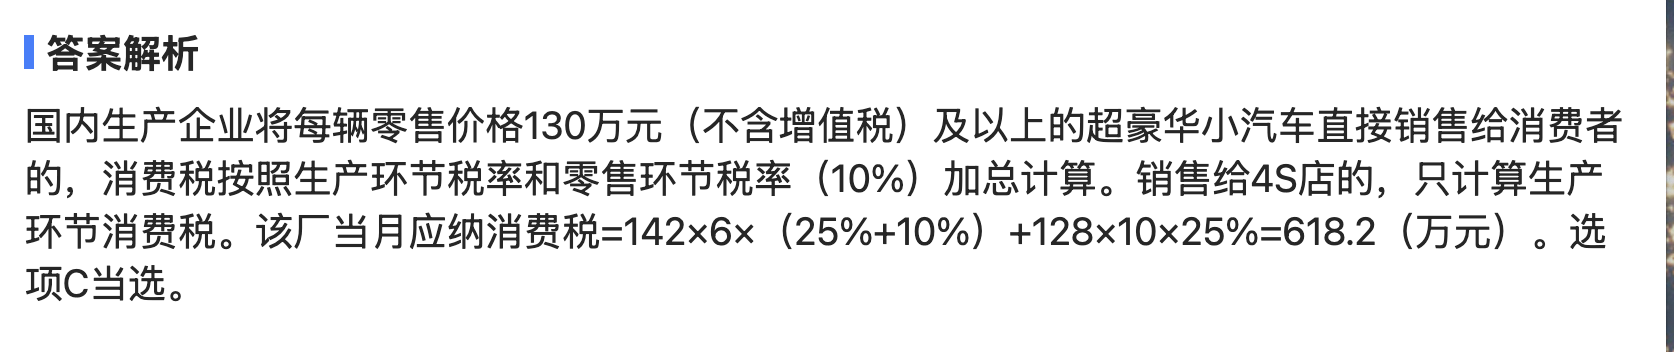 答案解析
国内生产企业将每辆零售价格130万元（不含增值税）及以上的超豪华小汽车直接销售给消费者
的，消费税按照生产环节税率和零售环节税率（10%）加总计算。销售给4S店的，只计算生产
环节消费税。该厂当月应纳消费税=142×6×（25%+10%）+128×10×25%=618.2（万元）。选
项C当选。